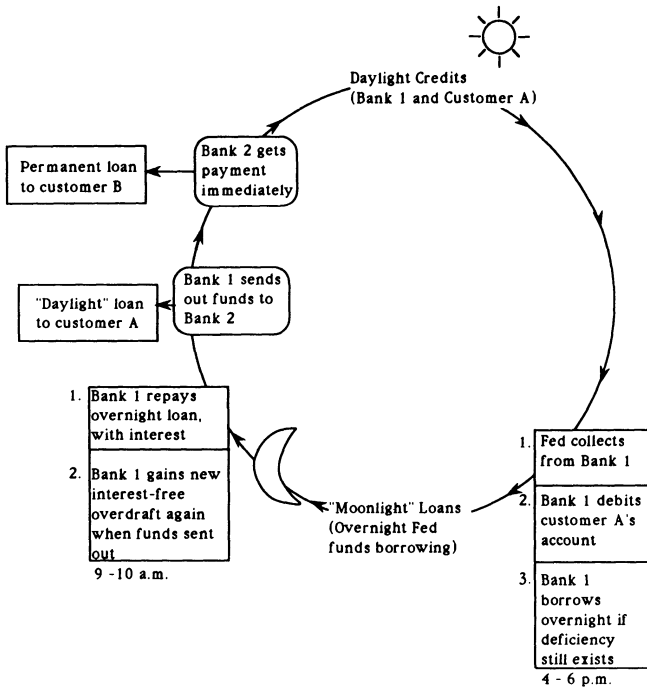 Daylight Credits
(Bank 1 and Customer A)
Bank 2 gets
payment
immediately
Permanent loan
to customer B
Bank 1 sends
out funds to
Bank 2
"Daylight" loan
to customer A
1. Bank 1 repays
overnight loan,
with interest
2. Bank 1 gains new
interest-free
overdraft again
when funds sent
out
9 -10 a.m.
"Moonlight" Loans
(Overnight Fed
funds borrowing)
1. Fed collects
from Bank 1
2. Bank 1 debits
customer A's
account
3. Bank 1
borrows
overnight if
deficiency
still exists
4 - 6 p.m.